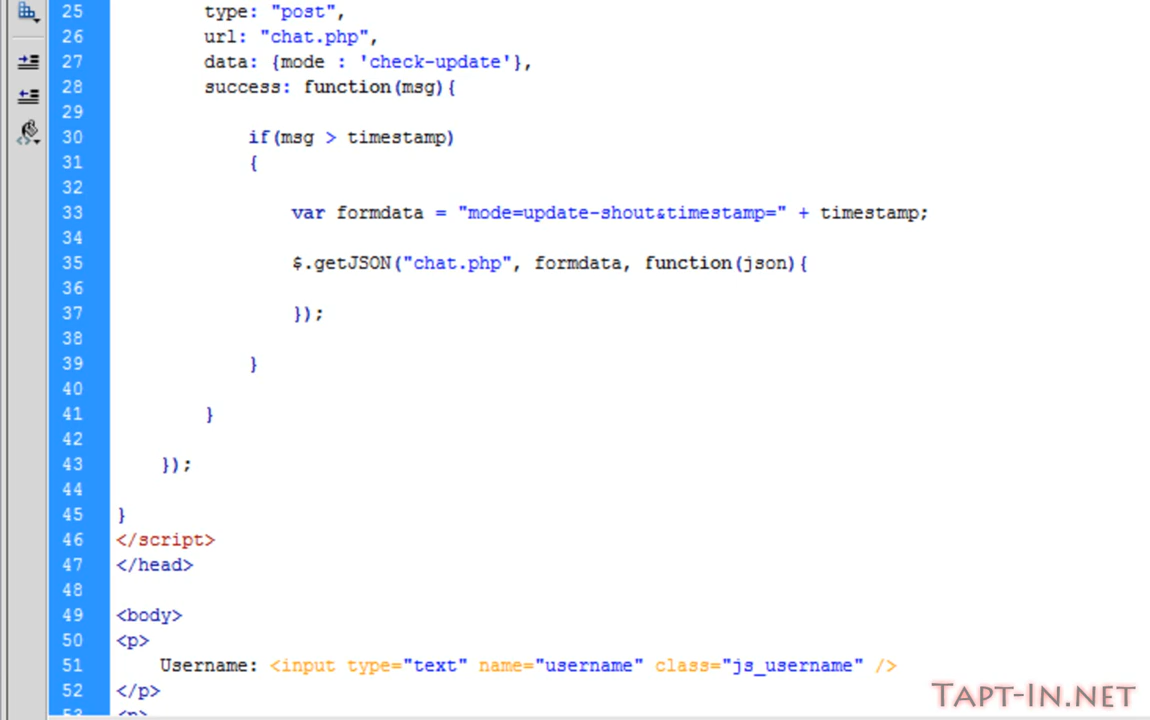 25 type: "post",
26 url: "chat.php",
27 data: {mode : 'check-update'},
28 success: function(msg){
29
30 if(msg > timestamp)
31 {
32
33 var formdata = "mode=update-shout&timestamp=" + timestamp;
34
35 $.getJSON("chat.php", formdata, function(json){
36
37 });
38
39 }
40
41 }
42
43 });
44
45 }
46 </script>
47 </head>
48
49 <body>
50 <p>
51 Username: <input type="text" name="username" class="js_username" />
52 </p>
53 <p>
TAPT-IN.NET